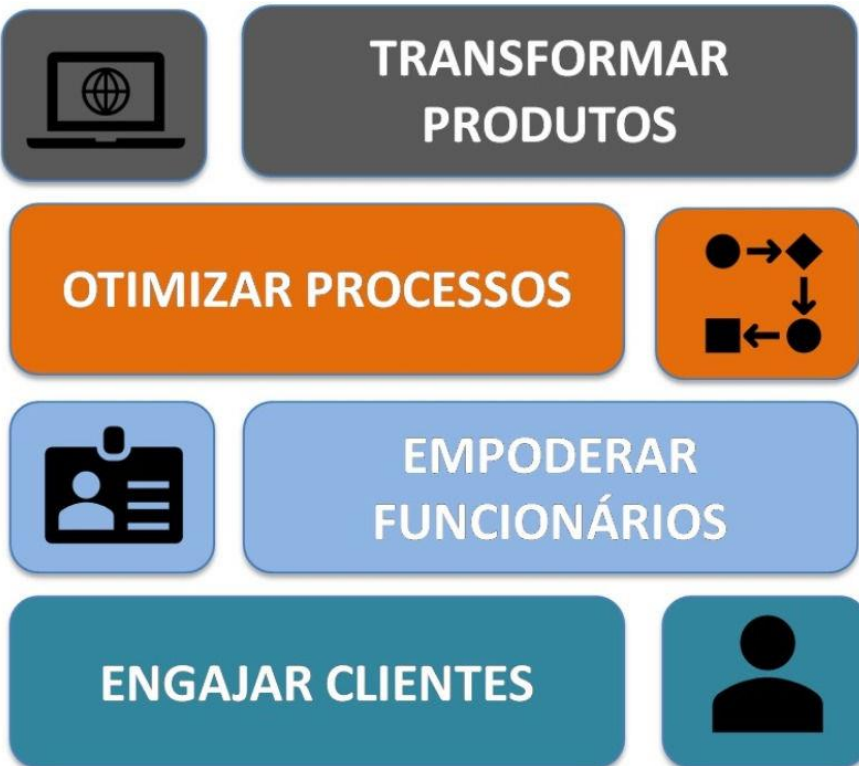 TRANSFORMAR
PRODUTOS
OTIMIZAR PROCESSOS
EMPODERAR
FUNCIONÁRIOS
ENGAJAR CLIENTES